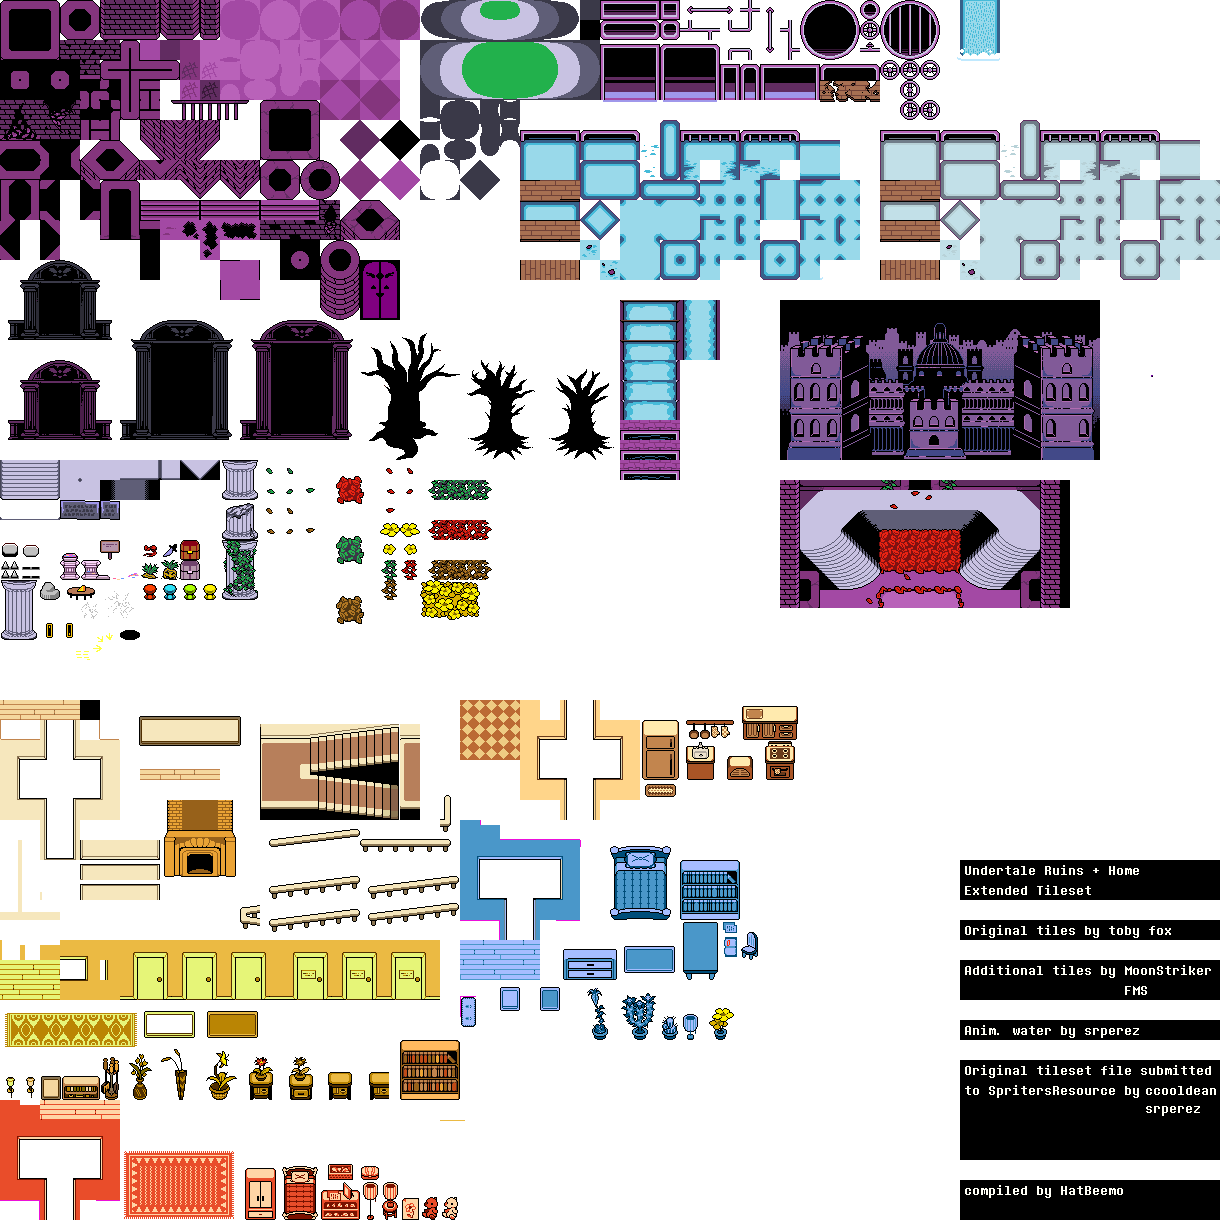 Undertale Ruins + Home
Extended Tileset
Original tiles by toby fox
Additional tiles by MoonStriker
FMS
Anim. water by srperez
Original tileset file submitted
to SpritersResource by ccooldean
srperez
compiled by HatBeemo